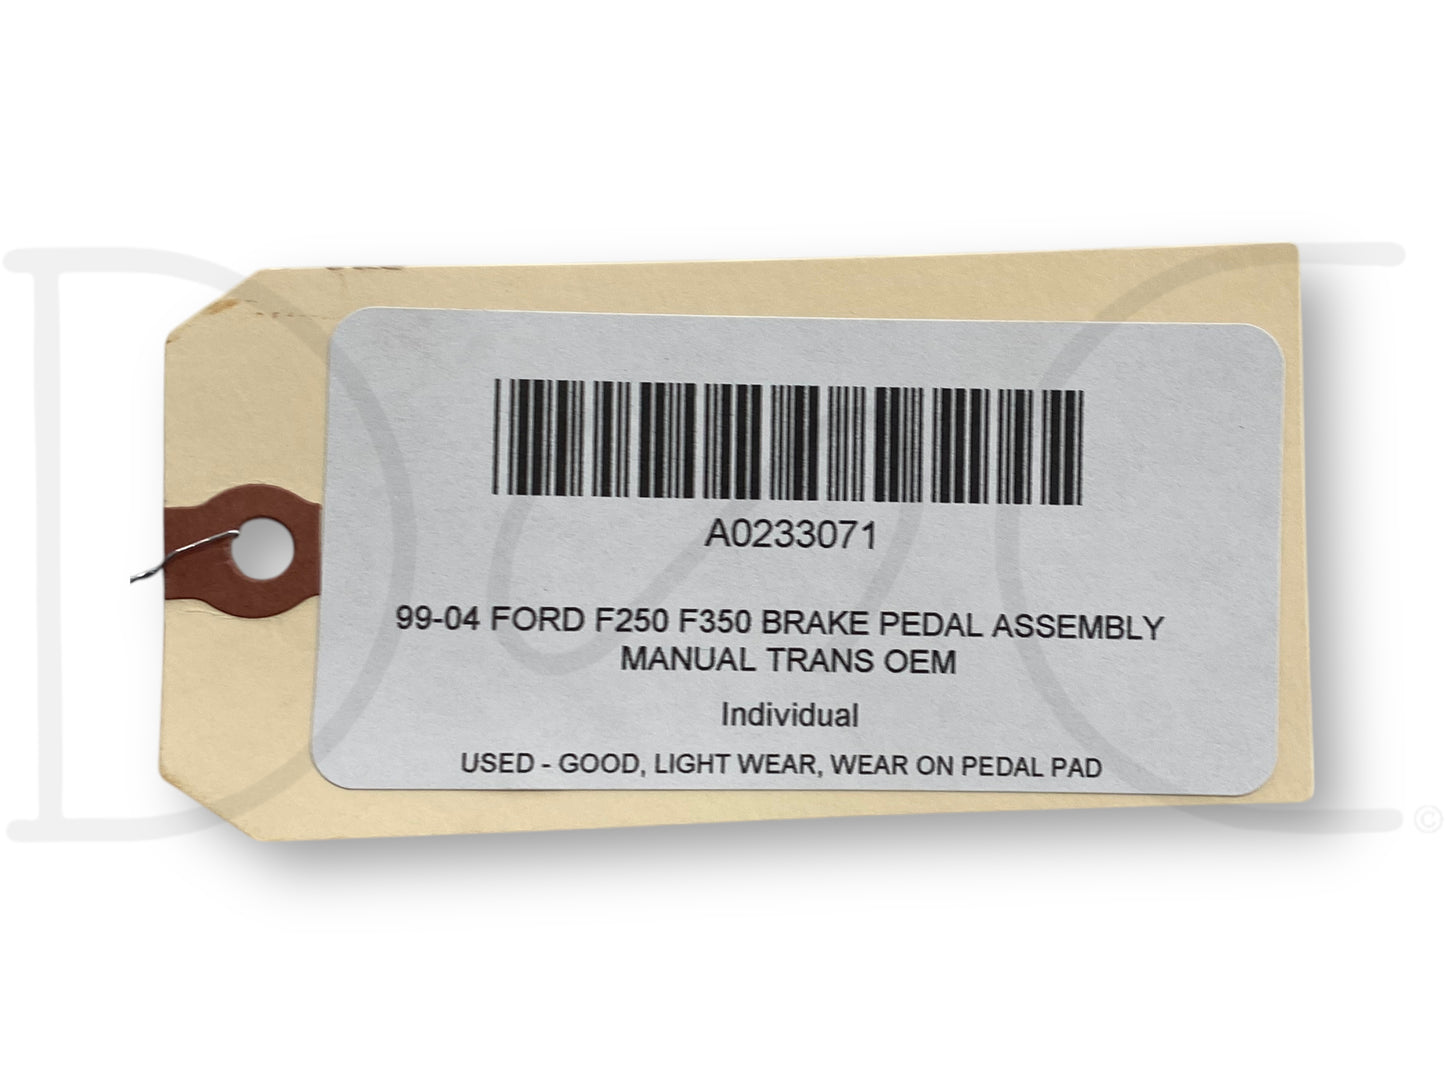 A0233071
99-04 FORD F250 F350 BRAKE PEDAL ASSEMBLY
MANUAL TRANS OEM
Individual
USED - GOOD, LIGHT WEAR, WEAR ON PEDAL PAD
©